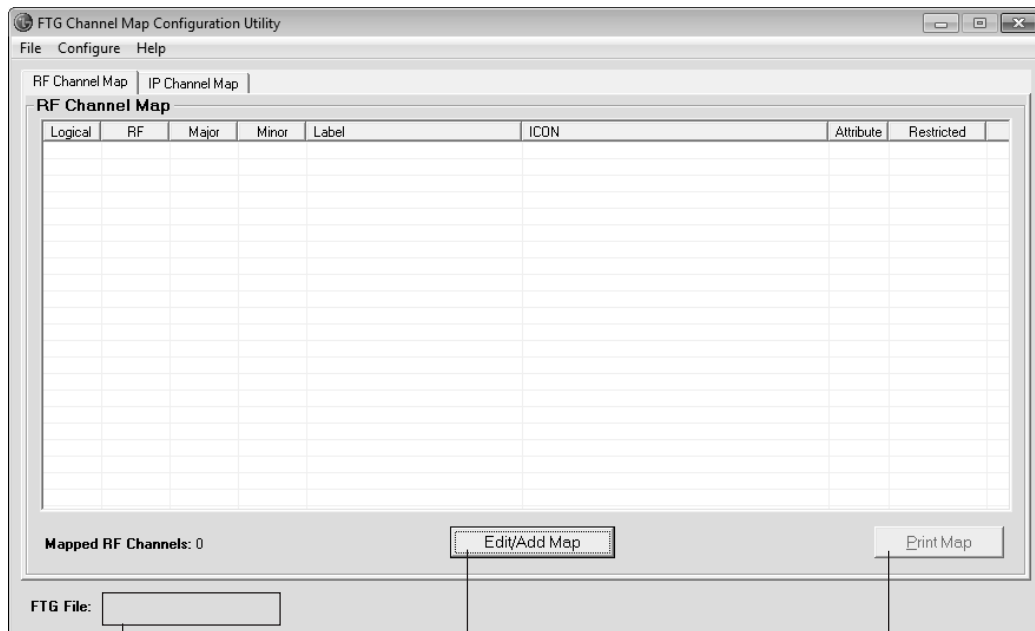 FTG Channel Map Configuration Utility
File Configure Help
RF Channel Map IP Channel Map
RF Channel Map
Logical RF Major Minor Label ICON Attribute Restricted
Mapped RF Channels: 0 Edit/Add Map Print Map
FTG File: